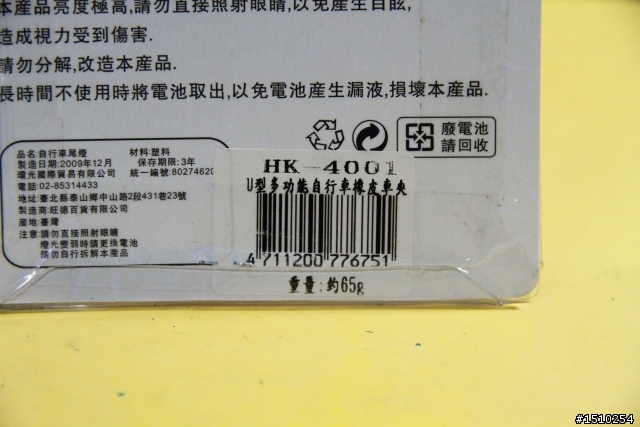 本產品亮度極高,請勿直接照射眼睛,以免產生目眩,
造成視力受到傷害.
請勿分解,改造本產品.
長時間不使用時將電池取出,以免電池產生漏液,損壞本產品.
廢電池
請回收
品名:自行車尾燈 材料:塑料
製造日期:2009年12月 保存期限:3年
環光國際貿易有限公司 統一編號:80274620
電話:02-85314433
地址:臺北縣泰山鄉中山路2段431巷23號
製造商:旺德百貨有限公司
產地:臺灣
注意:請勿直接照射眼睛
燈光變弱時請更換電池
請勿自行拆解本產品
HK-4001
U型多功能自行車橡皮車夾
4 711200 776751
重量:約65g
#1510254